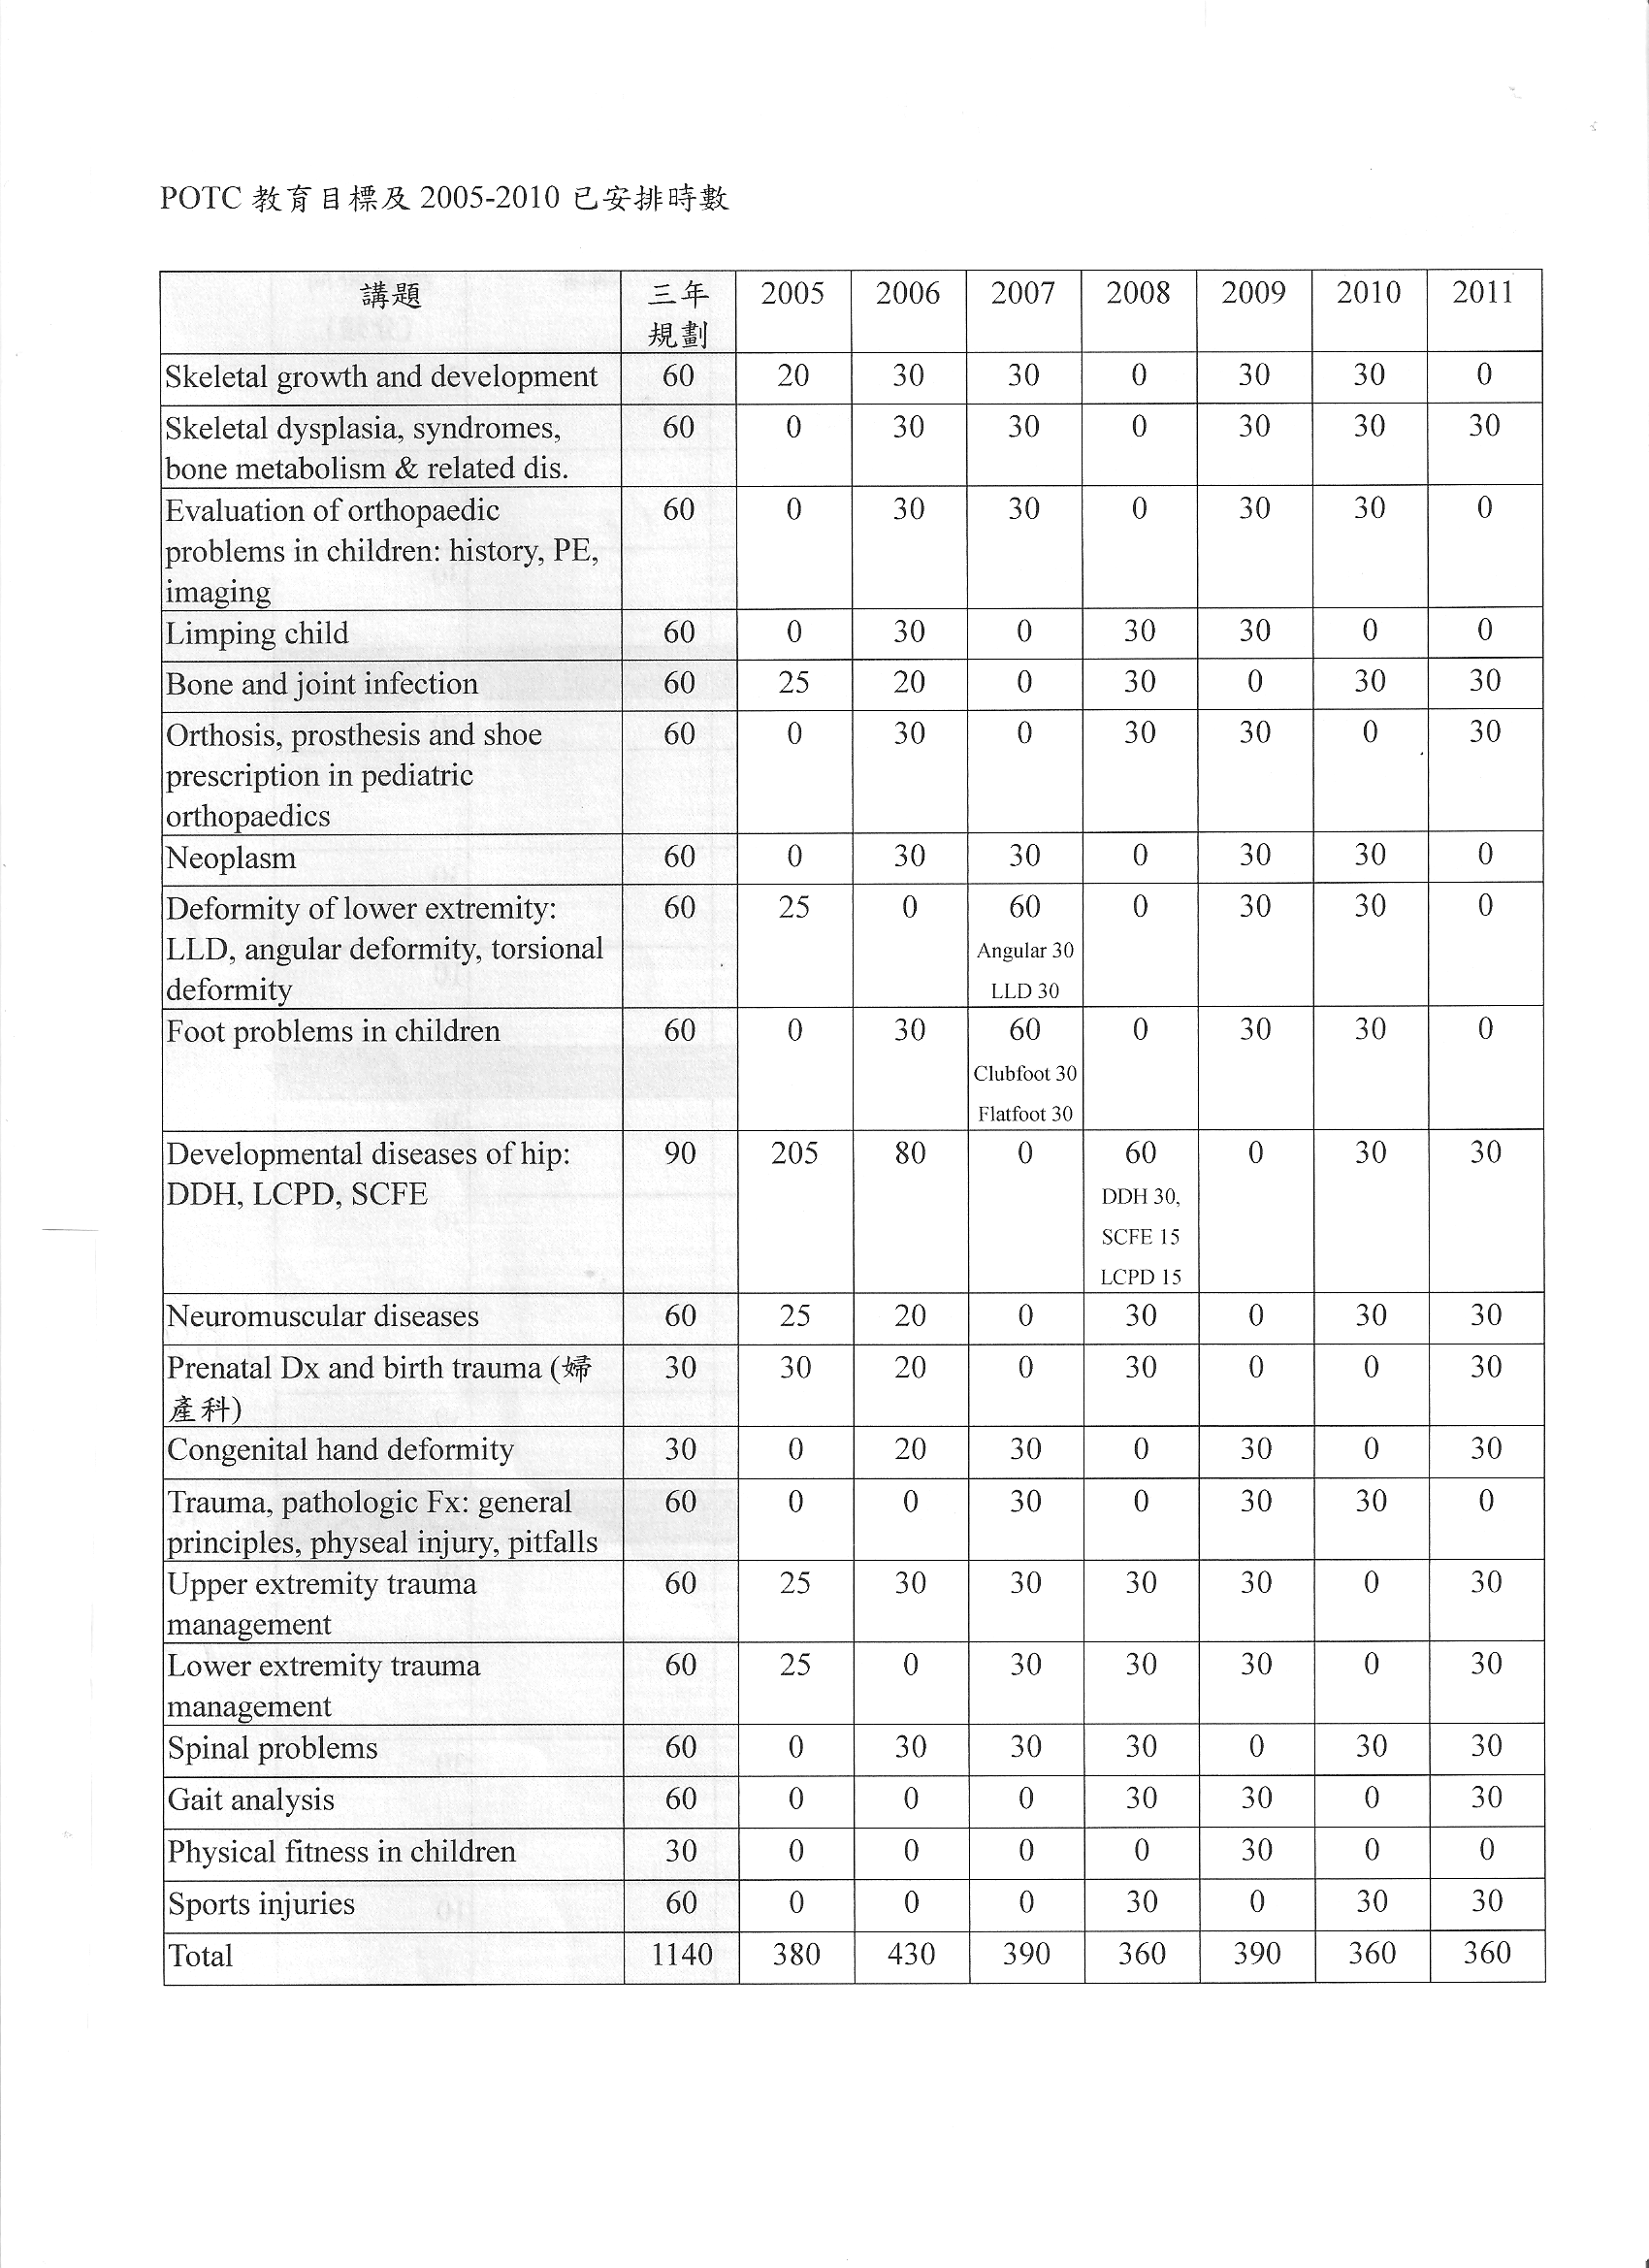 POTC 教育目標及 2005-2010 已安排時數
講題 三年 2005 2006 2007 2008 2009 2010 2011
規劃
Skeletal growth and development 60 20 30 30 0 30 30 0
Skeletal dysplasia, syndromes, 60 0 30 30 0 30 30 30
bone metabolism & related dis.
Evaluation of orthopaedic 60 0 30 30 0 30 30 0
problems in children: history, PE,
imaging
Limping child 60 0 30 0 30 30 0 0
Bone and joint infection 60 25 20 0 30 0 30 30
Orthosis, prosthesis and shoe 60 0 30 0 30 30 0 30
prescription in pediatric
orthopaedics
Neoplasm 60 0 30 30 0 30 30 0
Deformity of lower extremity: 60 25 0 60 0 30 30 0
LLD, angular deformity, torsional Angular 30
deformity LLD 30
Foot problems in children 60 0 30 60 0 30 30 0
Clubfoot 30
Flatfoot 30
Developmental diseases of hip: 90 205 80 0 60 0 30 30
DDH, LCPD, SCFE DDH 30,
SCFE 15
LCPD 15
Neuromuscular diseases 60 25 20 0 30 0 30 30
Prenatal Dx and birth trauma (婦 30 30 20 0 30 0 0 30
產科)
Congenital hand deformity 30 0 20 30 0 30 0 30
Trauma, pathologic Fx: general 60 0 0 30 0 30 30 0
principles, physeal injury, pitfalls
Upper extremity trauma 60 25 30 30 30 30 0 30
management
Lower extremity trauma 60 25 0 30 30 30 0 30
management
Spinal problems 60 0 30 30 30 0 30 30
Gait analysis 60 0 0 0 30 30 0 30
Physical fitness in children 30 0 0 0 0 30 0 0
Sports injuries 60 0 0 0 30 0 30 30
Total 1140 380 430 390 360 390 360 360